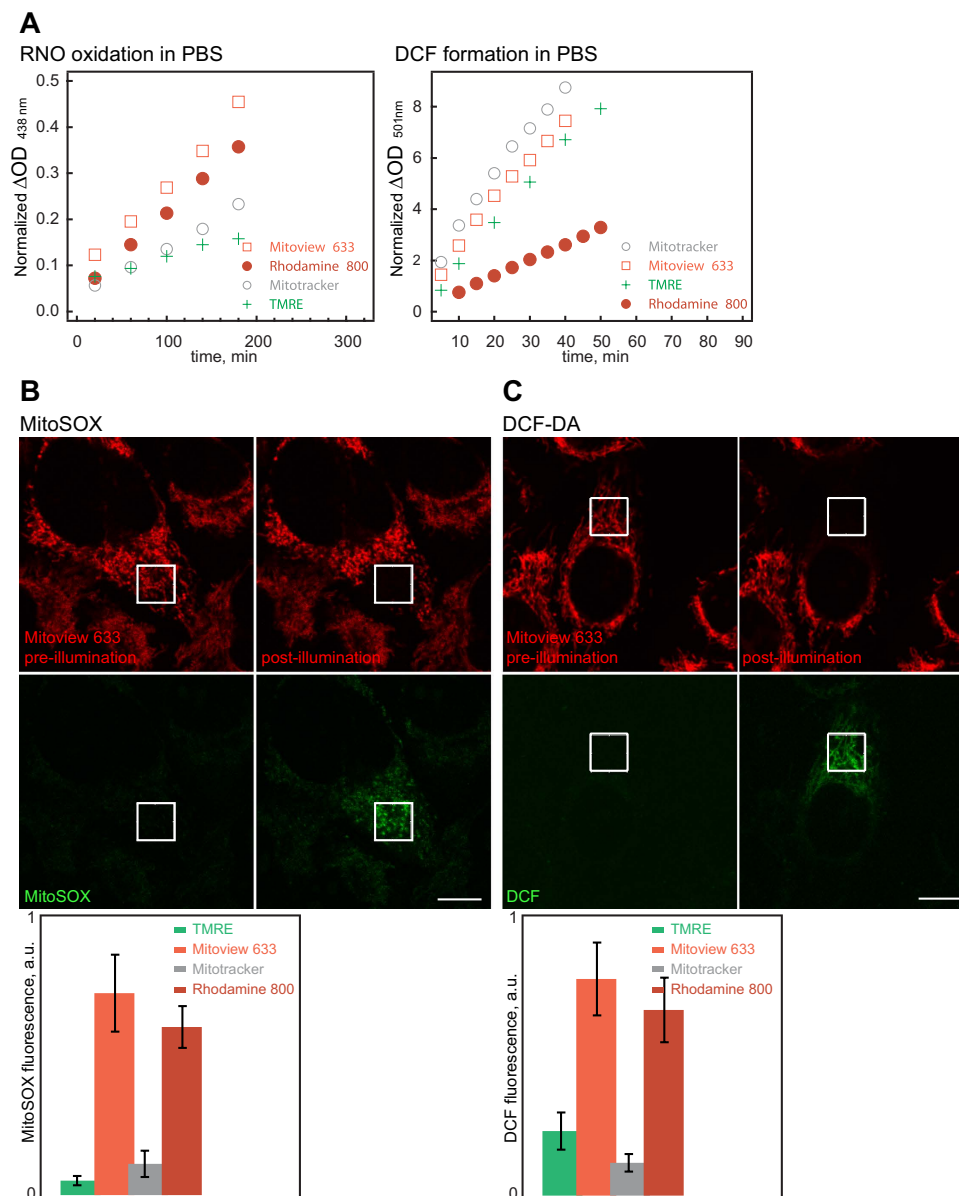 A
RNO oxidation in PBS
DCF formation in PBS
Normalized ΔOD 438 nm
0.5
0.4
0.3
0.2
0.1
0.0
Mitoview 633
Rhodamine 800
Mitotracker
TMRE
0 100 200 300
time, min
Normalized ΔOD 501nm
8
6
4
2
0
Mitotracker
Mitoview 633
TMRE
Rhodamine 800
10 20 30 40 50 60 70 80 90
time, min
B
MitoSOX
Mitoview 633
pre-illumination
post-illumination
MitoSOX
C
DCF-DA
Mitoview 633
pre-illumination
post-illumination
DCF
MitoSOX fluorescence, a.u.
1
0
TMRE
Mitoview 633
Mitotracker
Rhodamine 800
DCF fluorescence, a.u.
1
0
TMRE
Mitoview 633
Mitotracker
Rhodamine 800